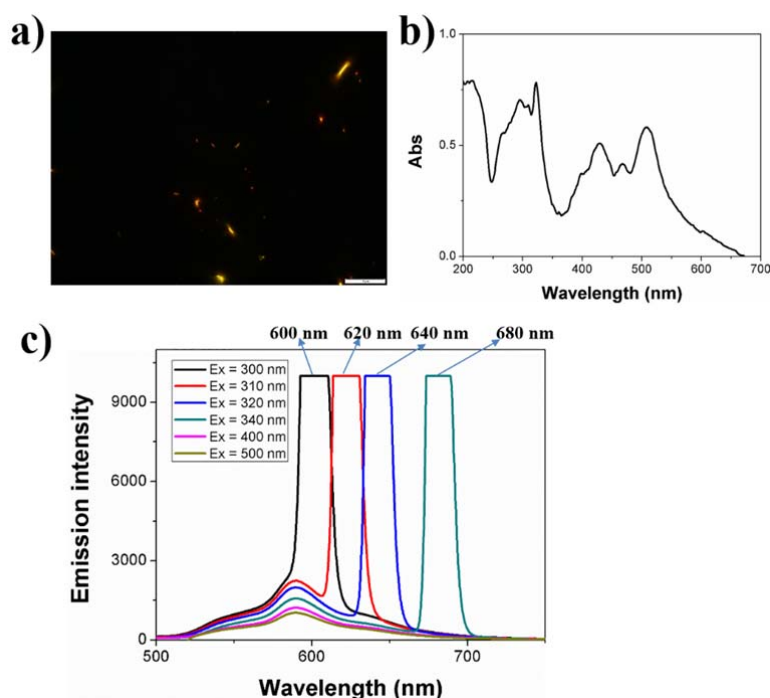 a)
b)
1.0
0.5
0.0
Abs
200 300 400 500 600 700
Wavelength (nm)
c)
600 nm 620 nm 640 nm 680 nm
Ex = 300 nm
Ex = 310 nm
Ex = 320 nm
Ex = 340 nm
Ex = 400 nm
Ex = 500 nm
9000
6000
3000
0
Emission intensity
500 600 700
Wavelength (nm)